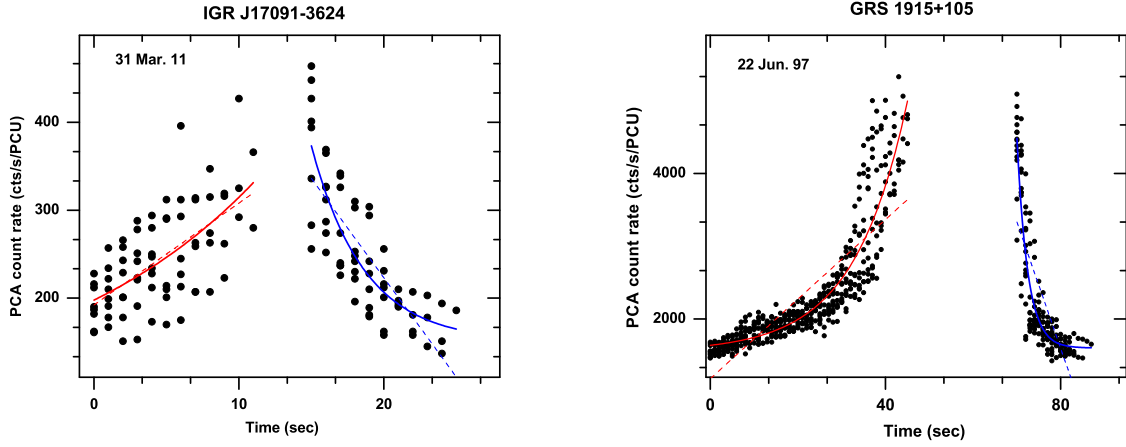 IGR J17091-3624
31 Mar. 11
PCA count rate (cts/s/PCU)
400
300
200
0
10
20
Time (sec)
GRS 1915+105
22 Jun. 97
PCA count rate (cts/s/PCU)
4000
2000
0
40
80
Time (sec)